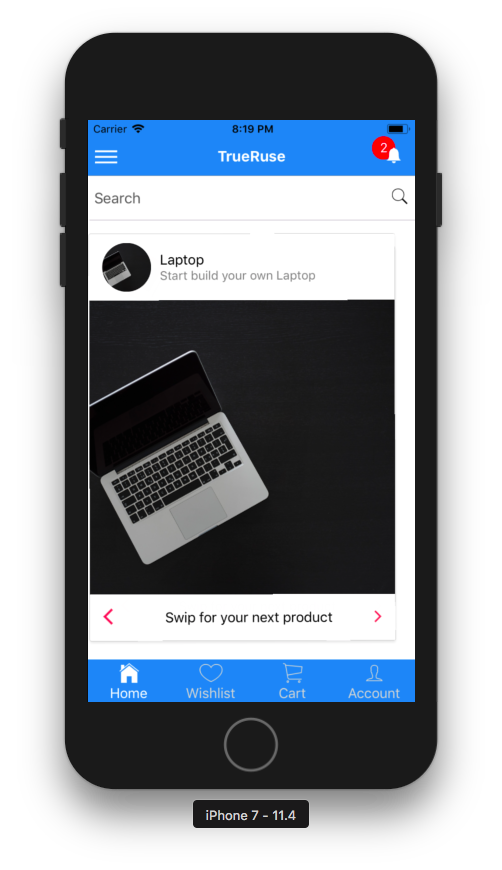 Carrier 8:19 PM
TrueRuse 2
Search
Laptop
Start build your own Laptop
Swip for your next product
Home Wishlist Cart Account
iPhone 7 - 11.4